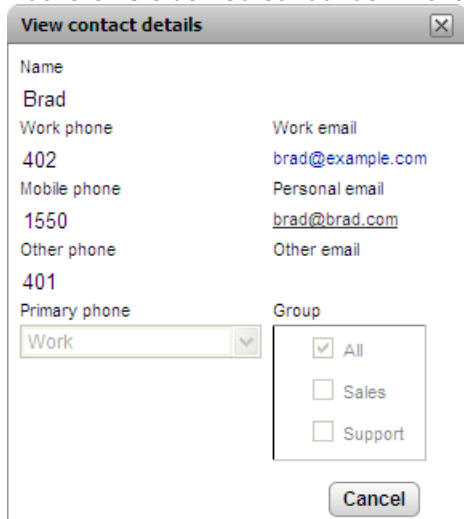 View contact details
Name
Brad
Work phone
Work email
402
brad@example.com
Mobile phone
Personal email
1550
brad@brad.com
Other phone
Other email
401
Primary phone
Group
Work
All
Sales
Support
Cancel